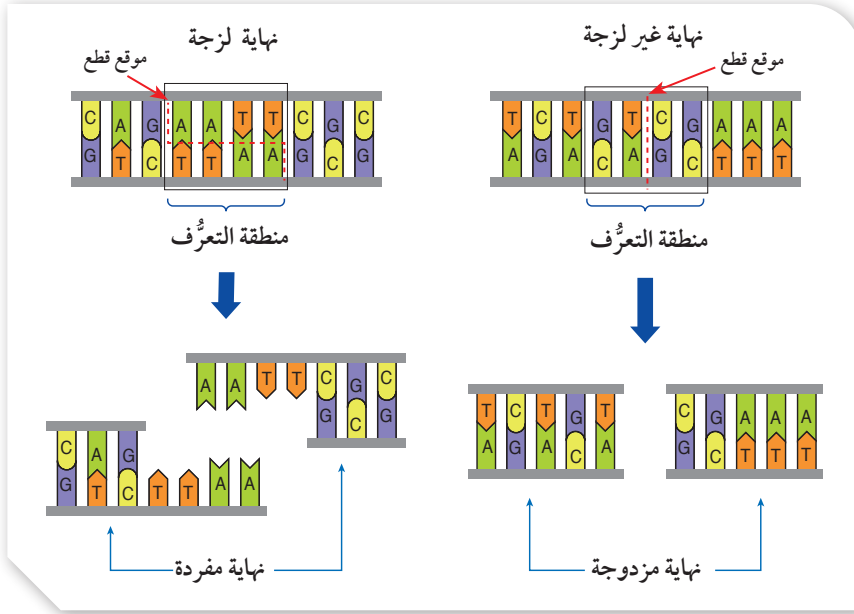 نهاية غير لزجة
موقع قطع
T C T G T C G A A A
A G A C A G C T T T
منطقة التعرُّف
T C T G T
A G A C A
C G A A A
G C T T T
نهاية مزدوجة
نهاية لزجة
موقع قطع
C A G A A T T C G C
G T C T T A A G C G
منطقة التعرُّف
A A T T C G C
G C G
C A G
G T C T T A A
نهاية مفردة